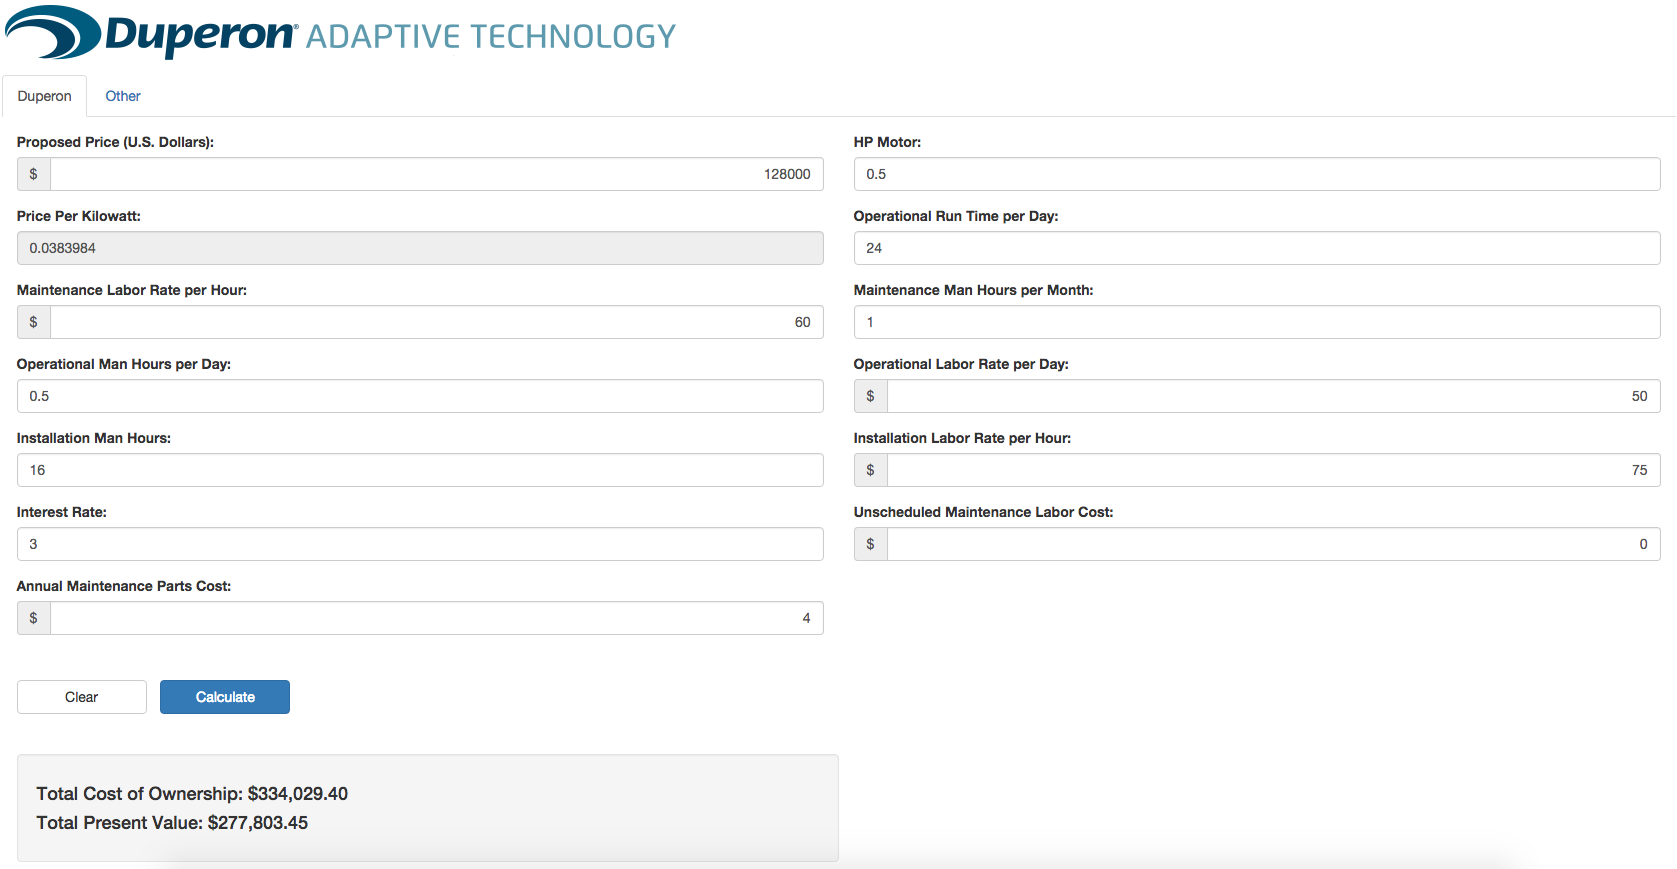 Duperon® ADAPTIVE TECHNOLOGY
Duperon Other
Proposed Price (U.S. Dollars):
$ 128000
HP Motor:
0.5
Price Per Kilowatt:
0.0383984
Operational Run Time per Day:
24
Maintenance Labor Rate per Hour:
$ 60
Maintenance Man Hours per Month:
1
Operational Man Hours per Day:
0.5
Operational Labor Rate per Day:
$ 50
Installation Man Hours:
16
Installation Labor Rate per Hour:
$ 75
Interest Rate:
3
Unscheduled Maintenance Labor Cost:
$ 0
Annual Maintenance Parts Cost:
$ 4
Clear Calculate
Total Cost of Ownership: $334,029.40
Total Present Value: $277,803.45